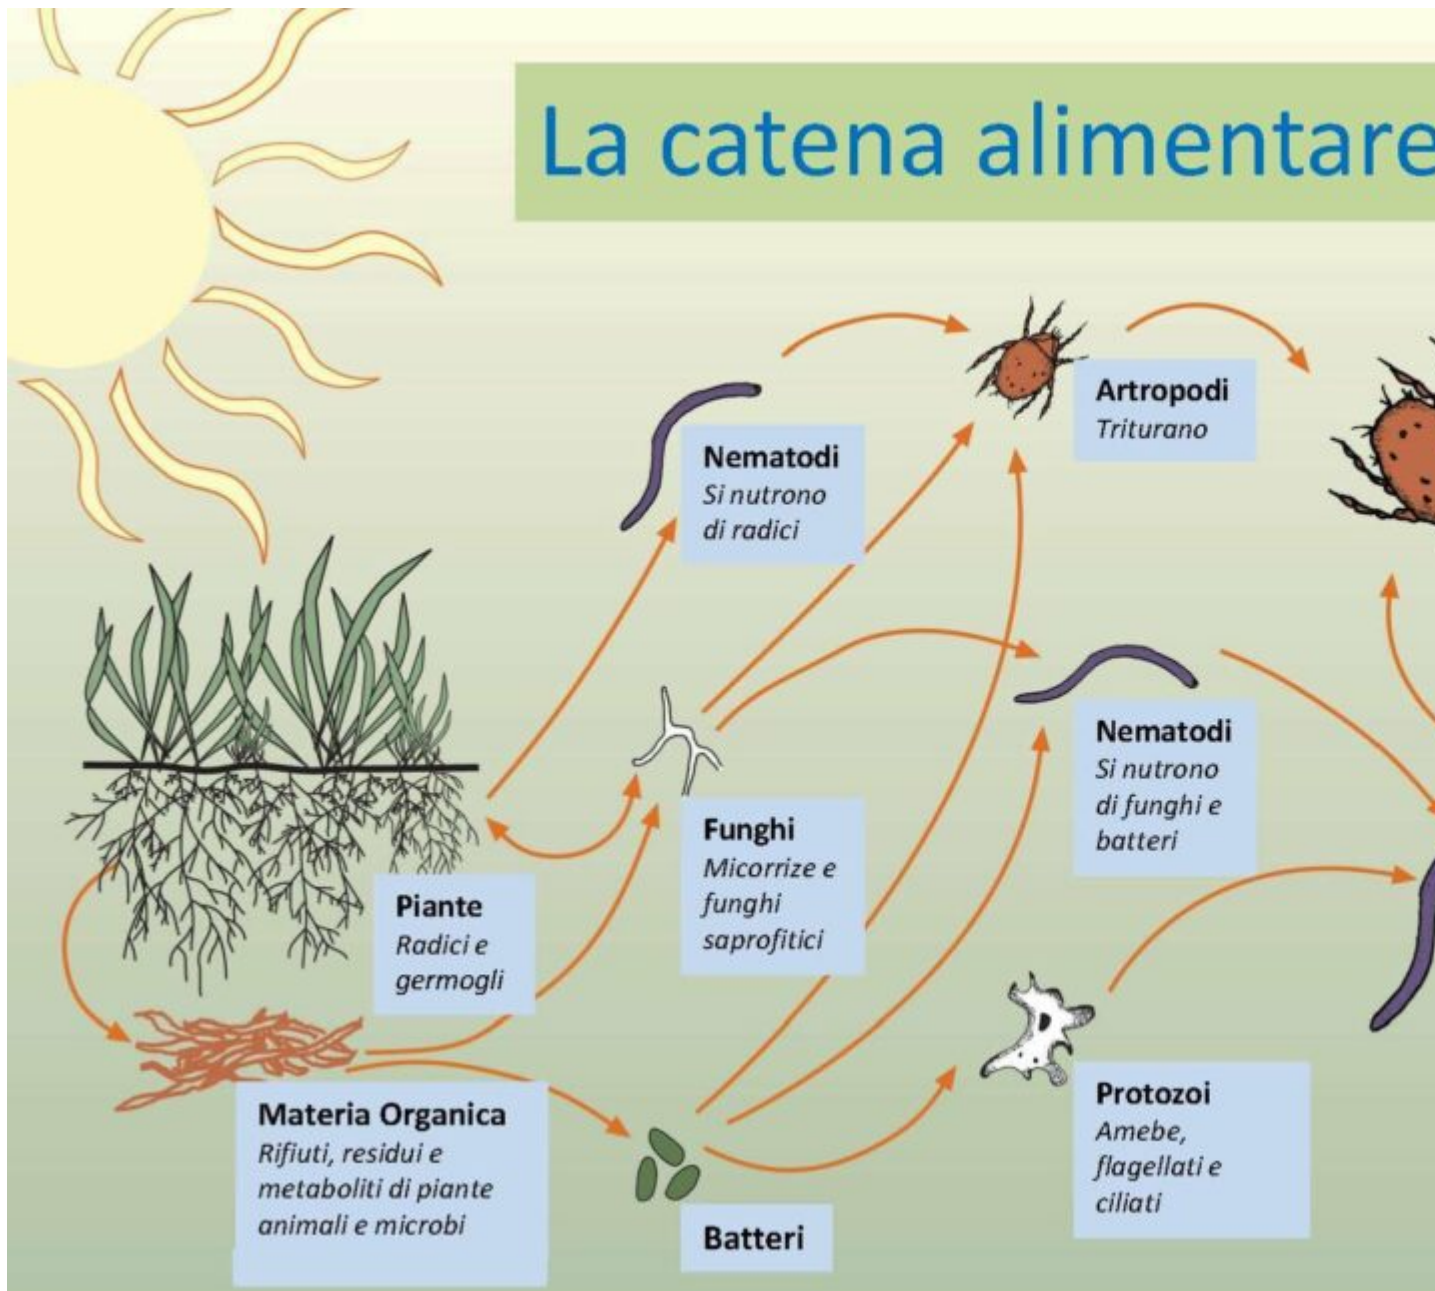 La catena alimentare
Artropodi
Triturano
Nematodi
Si nutrono
di radici
Nematodi
Si nutrono
di funghi e
batteri
Funghi
Micorrize e
funghi
saprofitici
Piante
Radici e
germogli
Protozoi
Amebe,
flagellati e
ciliati
Materia Organica
Rifiuti, residui e
metaboliti di piante
animali e microbi
Batteri